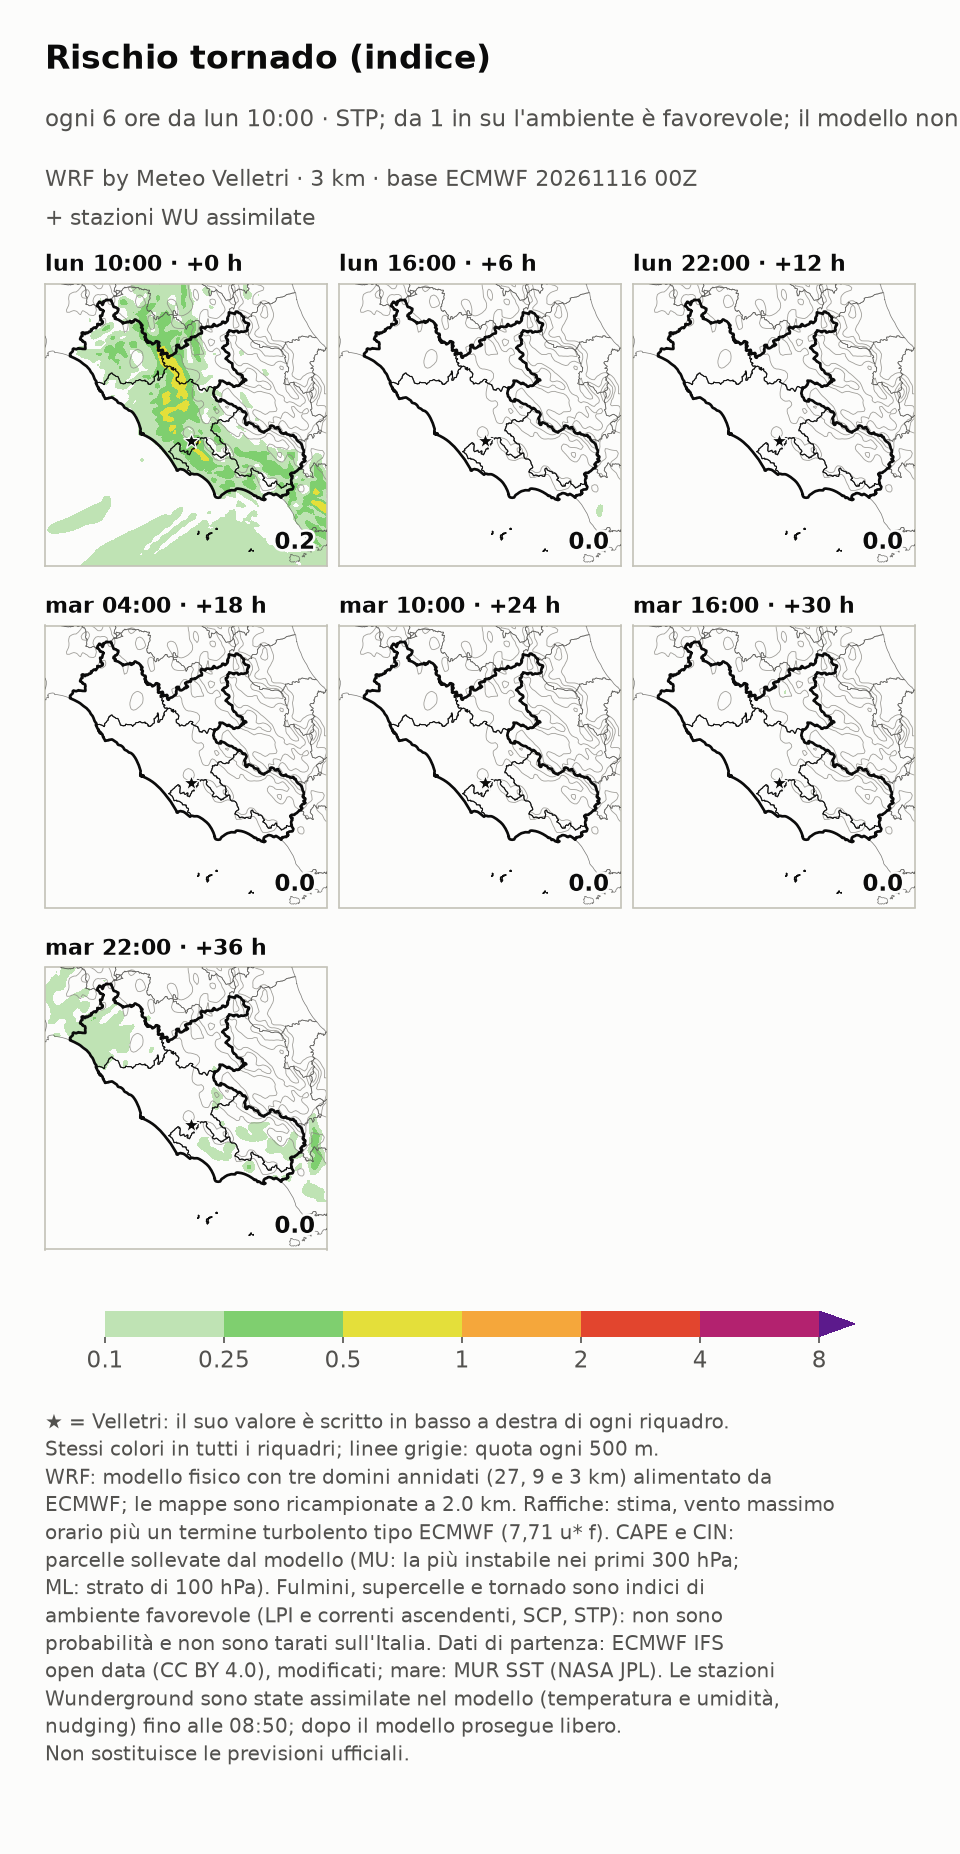 Rischio tornado (indice)
ogni 6 ore da lun 10:00 · STP; da 1 in su l'ambiente è favorevole; il modello non
WRF by Meteo Velletri · 3 km · base ECMWF 20261116 00Z
+ stazioni WU assimilate
lun 10:00 · +0 h
lun 16:00 · +6 h
lun 22:00 · +12 h
0.2
0.0
0.0
mar 04:00 · +18 h
mar 10:00 · +24 h
mar 16:00 · +30 h
0.0
0.0
0.0
mar 22:00 · +36 h
0.0
0.1 0.25 0.5 1 2 4 8
★ = Velletri: il suo valore è scritto in basso a destra di ogni riquadro.
Stessi colori in tutti i riquadri; linee grigie: quota ogni 500 m.
WRF: modello fisico con tre domini annidati (27, 9 e 3 km) alimentato da
ECMWF; le mappe sono ricampionate a 2.0 km. Raffiche: stima, vento massimo
orario più un termine turbolento tipo ECMWF (7,71 u* f). CAPE e CIN:
parcelle sollevate dal modello (MU: la più instabile nei primi 300 hPa;
ML: strato di 100 hPa). Fulmini, supercelle e tornado sono indici di
ambiente favorevole (LPI e correnti ascendenti, SCP, STP): non sono
probabilità e non sono tarati sull'Italia. Dati di partenza: ECMWF IFS
open data (CC BY 4.0), modificati; mare: MUR SST (NASA JPL). Le stazioni
Wunderground sono state assimilate nel modello (temperatura e umidità,
nudging) fino alle 08:50; dopo il modello prosegue libero.
Non sostituisce le previsioni ufficiali.